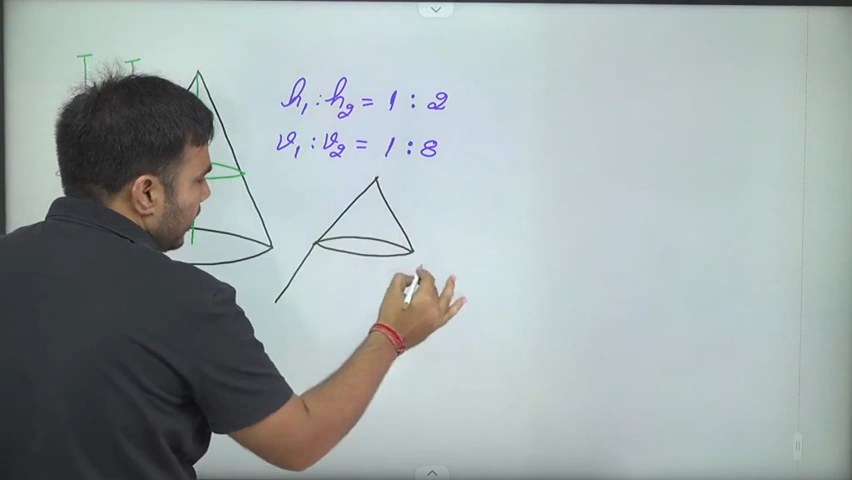 h₁ : h₂ = 1 : 2
v₁ : v₂ = 1 : 8